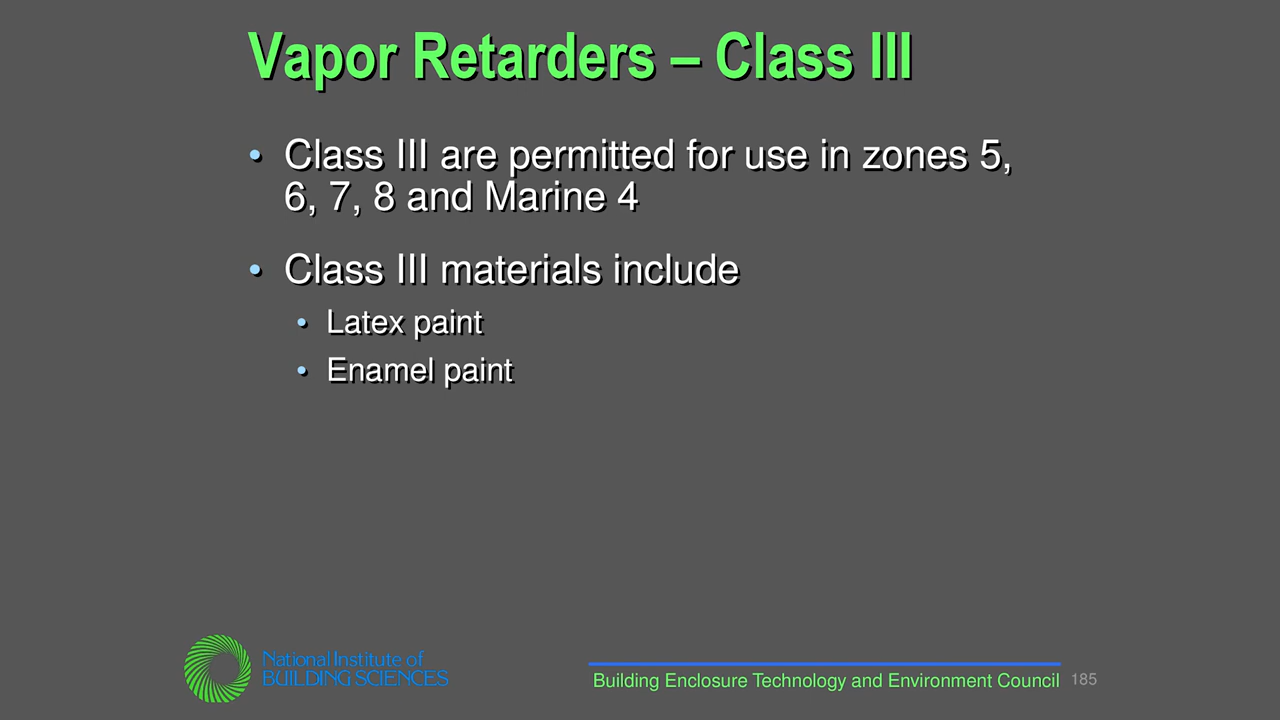 Vapor Retarders – Class III
• Class III are permitted for use in zones 5,
6, 7, 8 and Marine 4
• Class III materials include
• Latex paint
• Enamel paint
National Institute of
BUILDING SCIENCES
Building Enclosure Technology and Environment Council 185